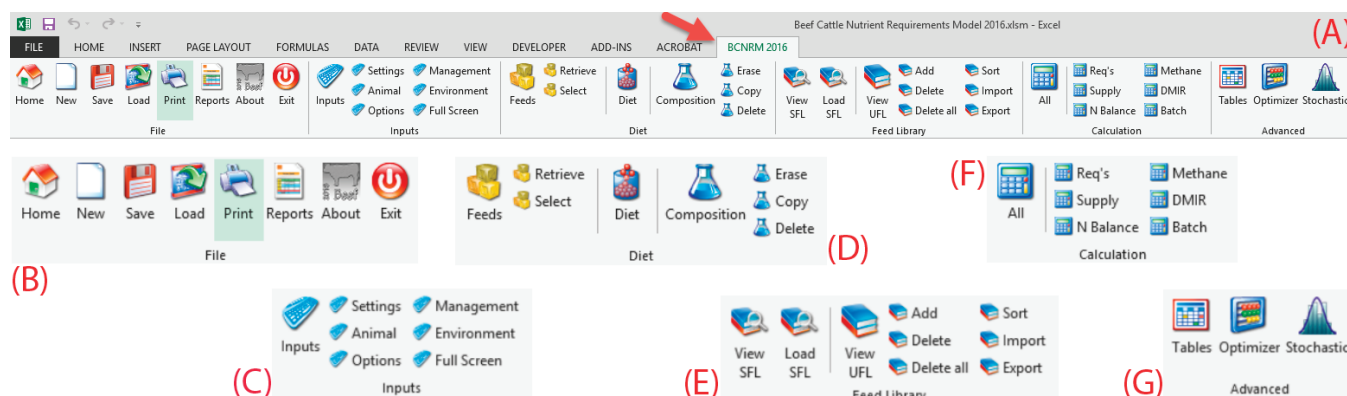 Beef Cattle Nutrient Requirements Model 2016.xlsm - Excel
(A)
FILE HOME INSERT PAGE LAYOUT FORMULAS DATA REVIEW VIEW DEVELOPER ADD-INS ACROBAT BCNRM 2016
Home New Save Load Print Reports About Exit
File
Inputs
Settings Management
Animal Environment
Options Full Screen
Inputs
Feeds
Retrieve
Select
Diet
Composition
Erase
Copy
Delete
Diet
View SFL
Load SFL
View UFL
Add Sort
Delete Import
Delete all Export
Feed Library
All
Req's Methane
Supply DMIR
N Balance Batch
Calculation
Tables Optimizer Stochastic
Advanced
Home New Save Load Print Reports About Exit
File
(B)
Feeds
Retrieve
Select
Diet
Composition
Erase
Copy
Delete
Diet
(D)
(F)
All
Req's Methane
Supply DMIR
N Balance Batch
Calculation
Inputs
Settings Management
Animal Environment
Options Full Screen
Inputs
(C)
View
SFL
Load
SFL
View
UFL
Add Sort
Delete Import
Delete all Export
Feed Library
(E)
Tables Optimizer Stochastic
Advanced
(G)